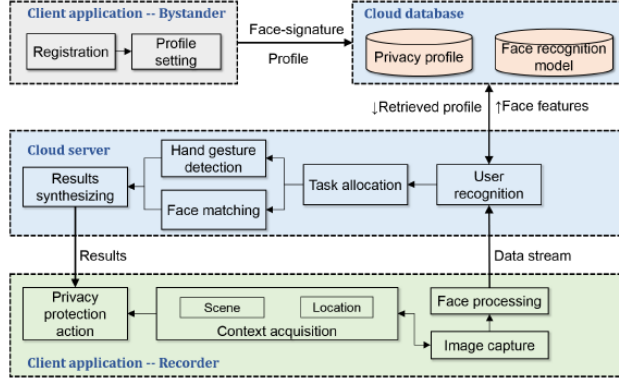 Client application -- Bystander
Registration
Profile
setting
Face-signature
Profile
Cloud database
Privacy profile
Face recognition
model
↓Retrieved profile
↑Face features
Cloud server
Hand gesture
detection
Results
synthesizing
Face matching
Task allocation
User
recognition
Results
Data stream
Privacy
protection
action
Scene
Location
Context acquisition
Face processing
Image capture
Client application -- Recorder